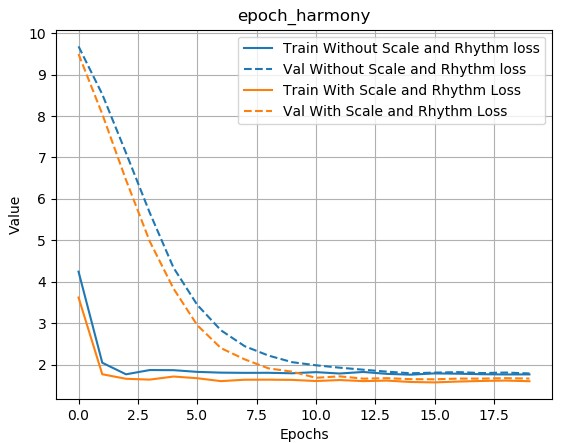 epoch_harmony
10
9
8
7
6
5
4
3
2
Value
Train Without Scale and Rhythm loss
Val Without Scale and Rhythm loss
Train With Scale and Rhythm Loss
Val With Scale and Rhythm Loss
0.0 2.5 5.0 7.5 10.0 12.5 15.0 17.5
Epochs